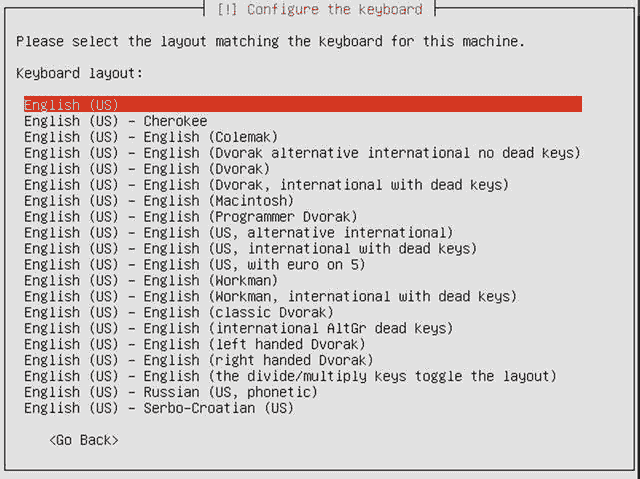 [!] Configure the keyboard
Please select the layout matching the keyboard for this machine.
Keyboard layout:
English (US)
English (US) - Cherokee
English (US) - English (Colemak)
English (US) - English (Dvorak alternative international no dead keys)
English (US) - English (Dvorak)
English (US) - English (Dvorak, international with dead keys)
English (US) - English (Macintosh)
English (US) - English (Programmer Dvorak)
English (US) - English (US, alternative international)
English (US) - English (US, international with dead keys)
English (US) - English (US, with euro on 5)
English (US) - English (Workman)
English (US) - English (Workman, international with dead keys)
English (US) - English (classic Dvorak)
English (US) - English (international AltGr dead keys)
English (US) - English (left handed Dvorak)
English (US) - English (right handed Dvorak)
English (US) - English (the divide/multiply keys toggle the layout)
English (US) - Russian (US, phonetic)
English (US) - Serbo-Croatian (US)
<Go Back>